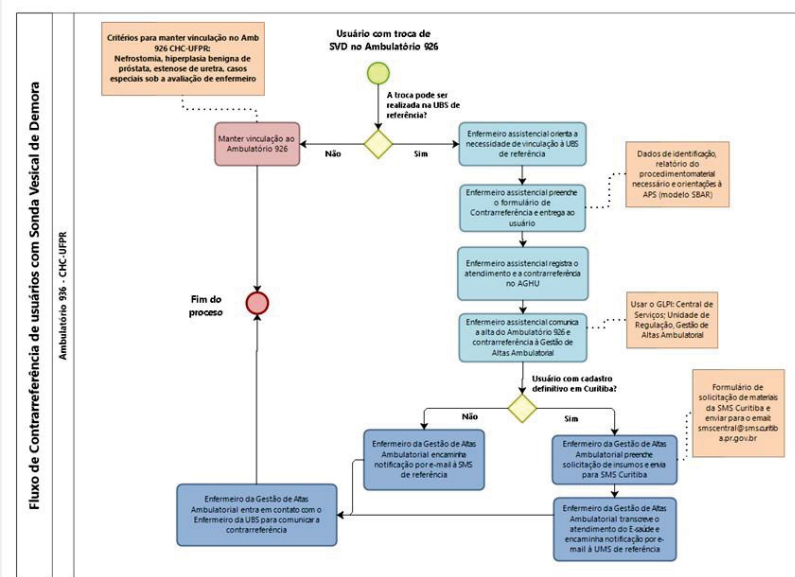 Fluxo de Contrarreferência de usuários com Sonda Vesical de Demora
Ambulatório 936 - CHC-UFPR
Critérios para manter vinculação no Amb
926 CHC-UFPR:
Nefrostomia, hiperplasia benigna de
próstata, estenose de uretra, casos
especiais sob a avaliação de enfermeiro
Usuário com troca de
SVD no Ambulatório 926
A troca pode ser
realizada na UBS de
referência?
Manter vinculação ao
Ambulatório 926
Não
Sim
Enfermeiro assistencial orienta a
necessidade de vinculação à UBS
de referência
Dados de identificação,
relatório do
procedimentomaterial
necessário e orientações à
APS (modelo SBAR)
Enfermeiro assistencial preenche
o formulário de
Contrarreferência e entrega ao
usuário
Enfermeiro assistencial registra o
atendimento e a contrarreferência
no AGHU
Fim do
proceso
Usar o GLPI: Central de
Serviços; Unidade de
Regulação, Gestão de
Altas Ambulatorial
Enfermeiro assistencial comunica
a alta do Ambulatório 926 e
contrarreferência à Gestão de
Altas Ambulatorial
Usuário com cadastro
definitivo em Curitiba?
Não
Sim
Formulário de
solicitação de materiais
da SMS Curitiba e
enviar para o email:
smscentral@sms.curitib
a.pr.gov.br
Enfermeiro da Gestão de Altas
Ambulatorial encaminha
notificação por e-mail à SMS
de referência
Enfermeiro da Gestão de Altas
Ambulatorial preenche
solicitação de insumos e envia
para SMS Curitiba
Enfermeiro da Gestão de Altas
Ambulatorial entra em contato com o
Enfermeiro da UBS para comunicar a
contrarreferência
Enfermeiro da Gestão de Altas
Ambulatorial transcreve o
atendimento do E-saúde e
encaminha notificação por e-
mail à UMS de referência